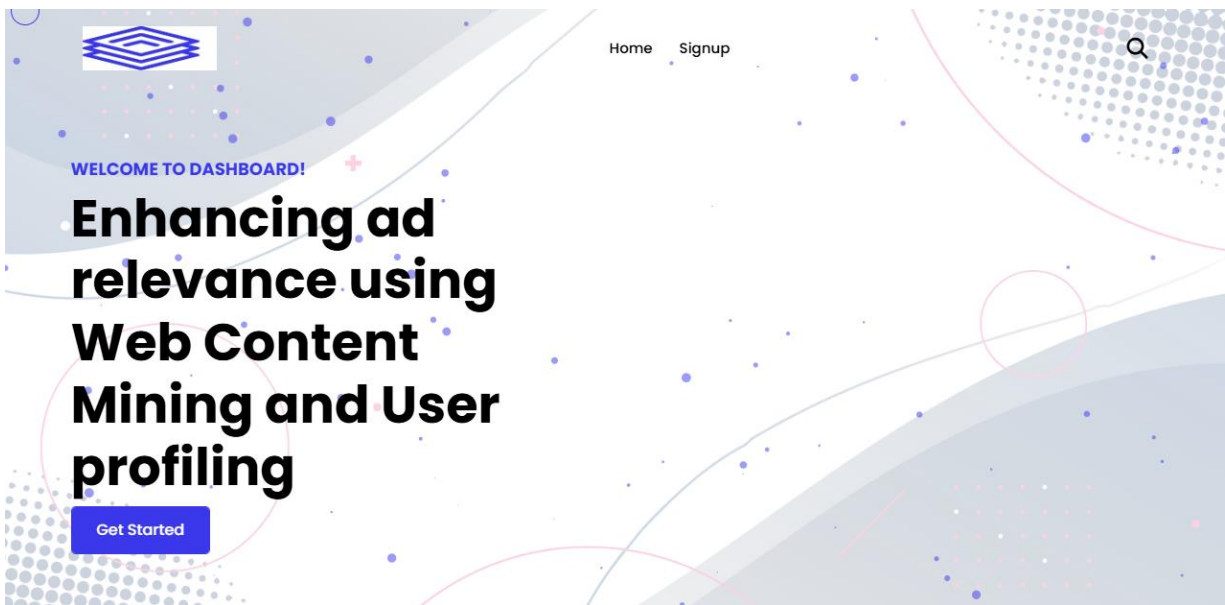 Home Signup
WELCOME TO DASHBOARD!
Enhancing ad
relevance using
Web Content
Mining and User
profiling
Get Started